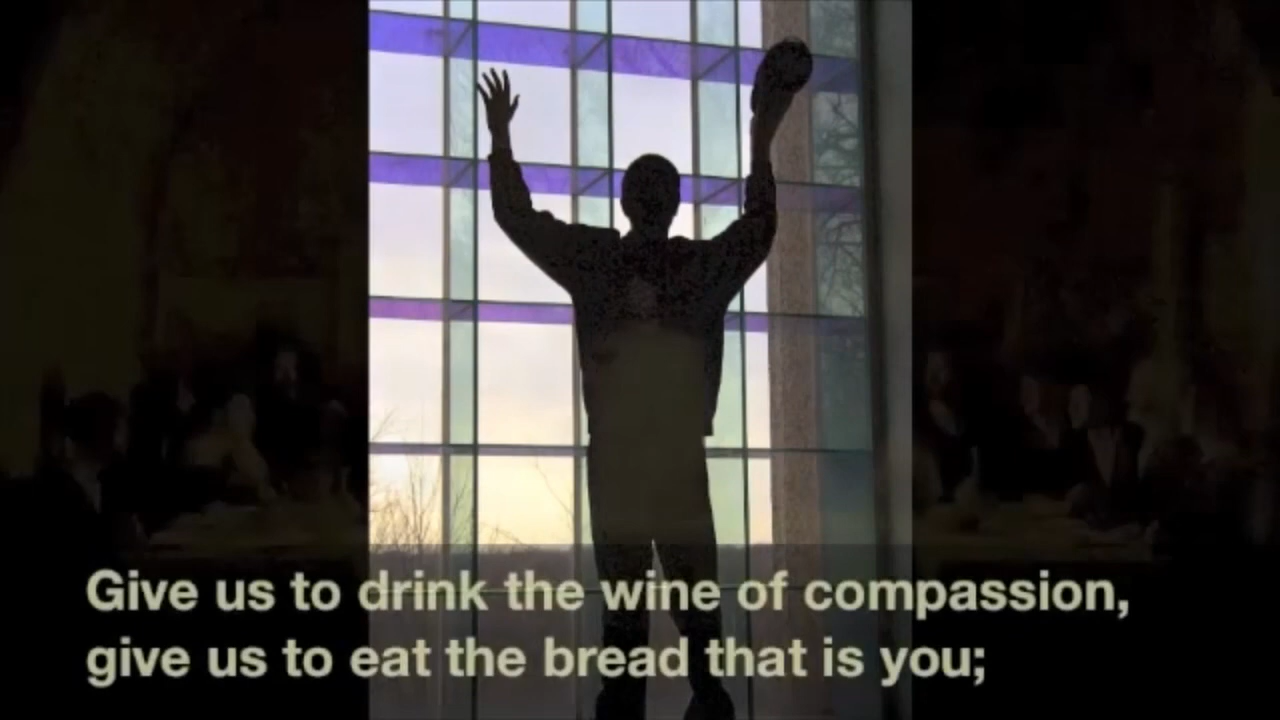 Give us to drink the wine of compassion,
give us to eat the bread that is you;